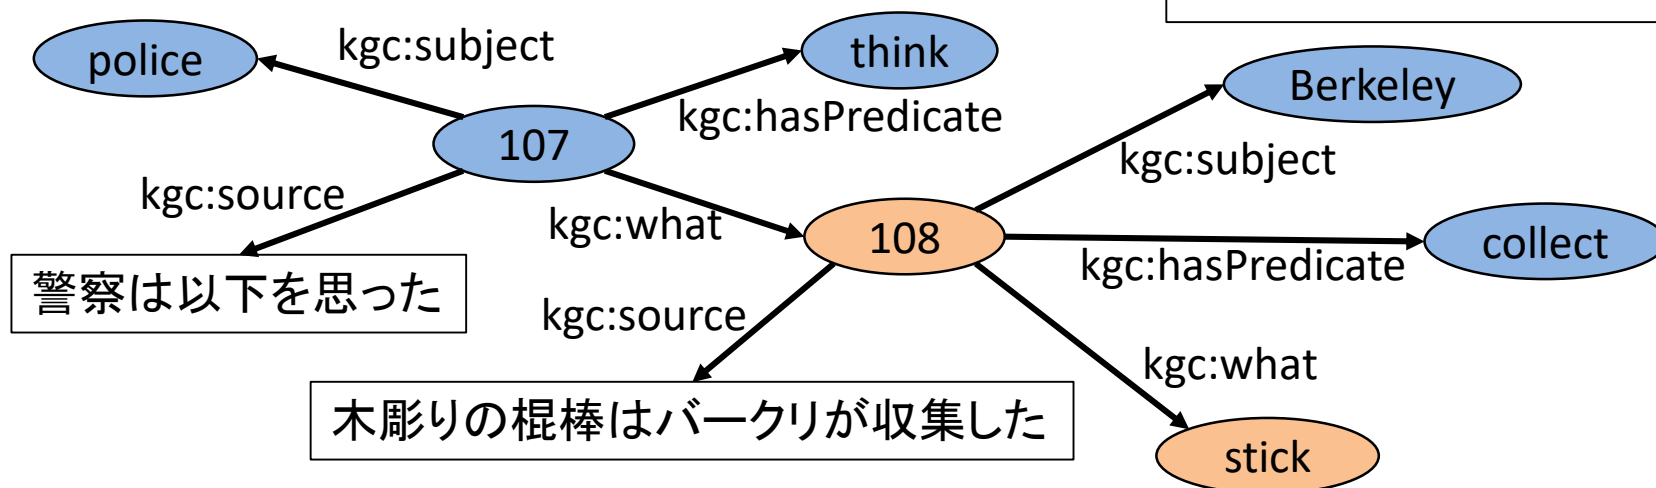 police
kgc:subject
think
kgc:hasPredicate
Berkeley
107
kgc:subject
kgc:source
kgc:what
108
collect
kgc:hasPredicate
警察は以下を思った
kgc:source
kgc:what
木彫りの棍棒はバークリが収集した
stick